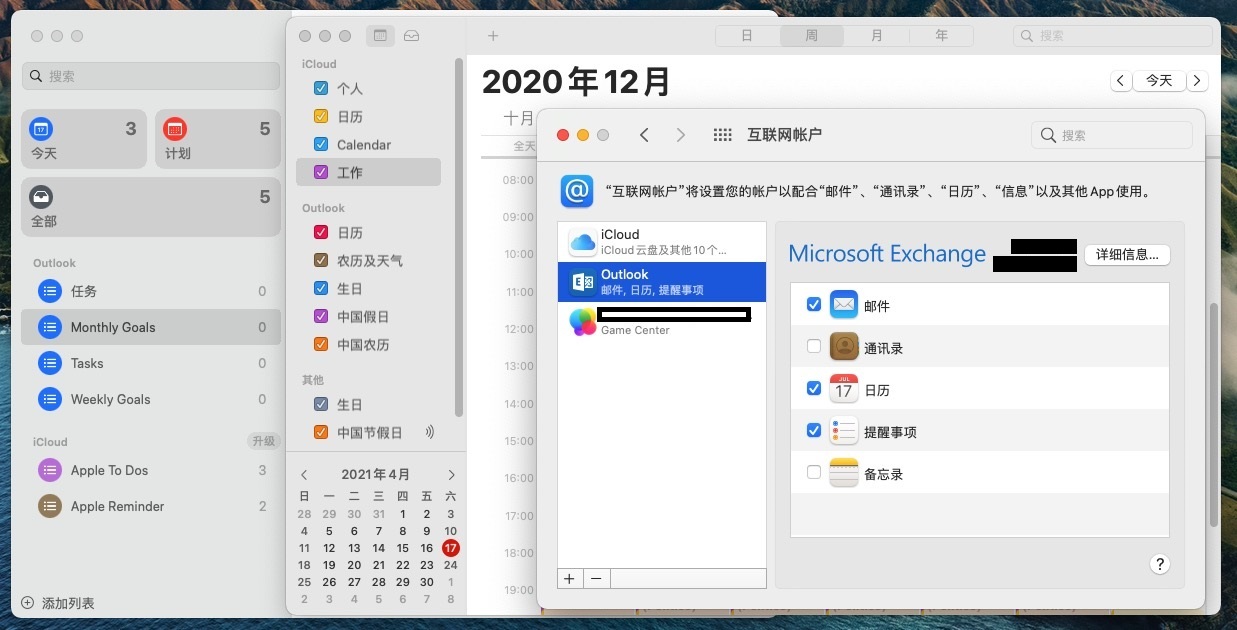 搜索
17
3
今天
5
计划
5
全部
Outlook
任务 0
Monthly Goals 0
Tasks 0
Weekly Goals 0
iCloud 升级
Apple To Dos 3
Apple Reminder 2
添加列表
iCloud
个人
日历
Calendar
工作
Outlook
日历
农历及天气
生日
中国假日
中国农历
其他
生日
中国节假日
2021年4月
日 一 二 三 四 五 六
28 29 30 31 1 2 3
4 5 6 7 8 9 10
11 12 13 14 15 16 17
18 19 20 21 22 23 24
25 26 27 28 29 30 1
2 3 4 5 6 7 8
日 周 月 年
搜索
2020年12月
今天
十月
全天
08:00
09:00
10:00
11:00
12:00
13:00
14:00
15:00
16:00
17:00
18:00
19:00
互联网帐户
搜索
“互联网帐户”将设置您的帐户以配合“邮件”、“通讯录”、“日历”、“信息”以及其他 App 使用。
iCloud
iCloud 云盘及其他 10 个...
Outlook
邮件, 日历, 提醒事项
Game Center
Microsoft Exchange
详细信息...
邮件
通讯录
JUL
17
日历
提醒事项
备忘录
?